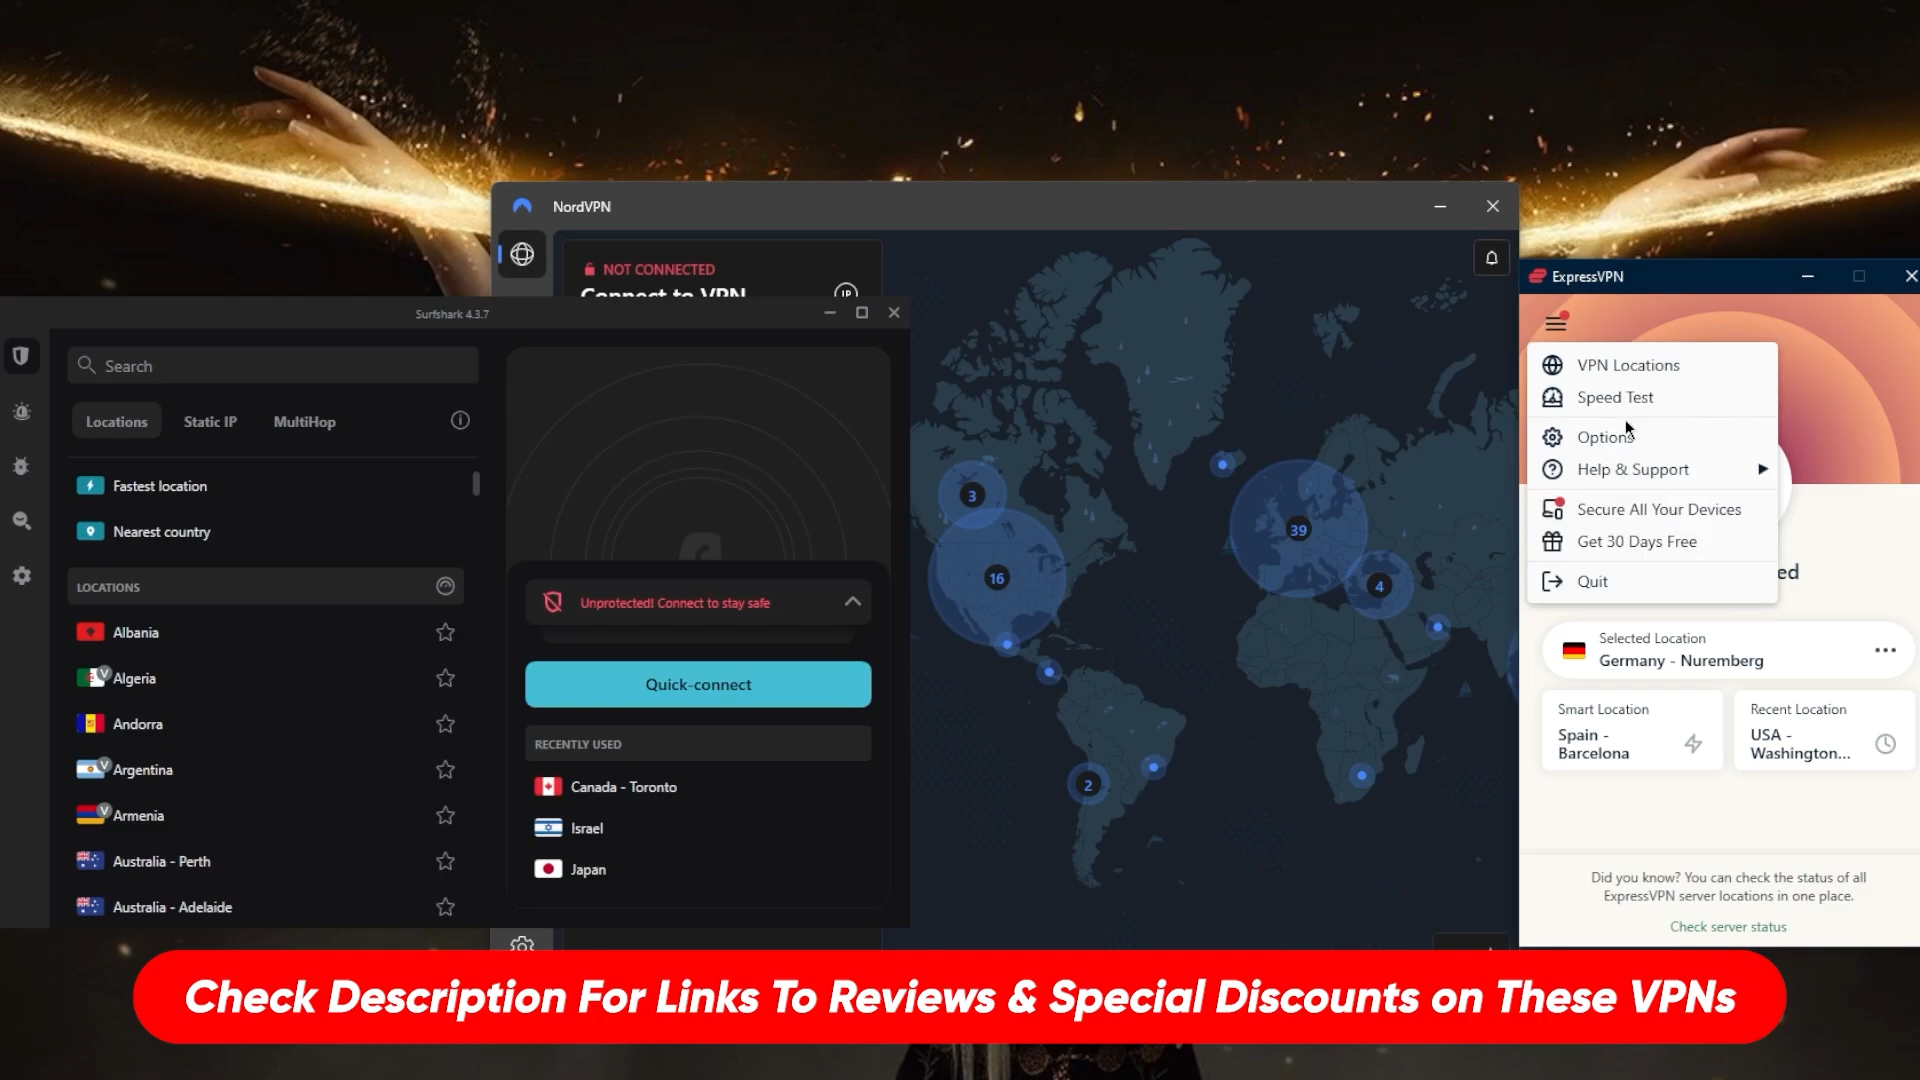 NordVPN
NOT CONNECTED
Connect to VPN
IP
3
16
39
4
2
Surfshark 4.3.7
Search
Locations
Static IP
MultiHop
Fastest location
Nearest country
LOCATIONS
Albania
V
Algeria
Andorra
V
Argentina
V
Armenia
Australia - Perth
Australia - Adelaide
Unprotected! Connect to stay safe
Quick-connect
RECENTLY USED
Canada - Toronto
Israel
Japan
ExpressVPN
VPN Locations
Speed Test
Options
Help & Support
Secure All Your Devices
Get 30 Days Free
Quit
ed
Selected Location
Germany - Nuremberg
Smart Location
Spain -
Barcelona
Recent Location
USA -
Washington...
Did you know? You can check the status of all
ExpressVPN server locations in one place.
Check server status
Check Description For Links To Reviews & Special Discounts on These VPNs